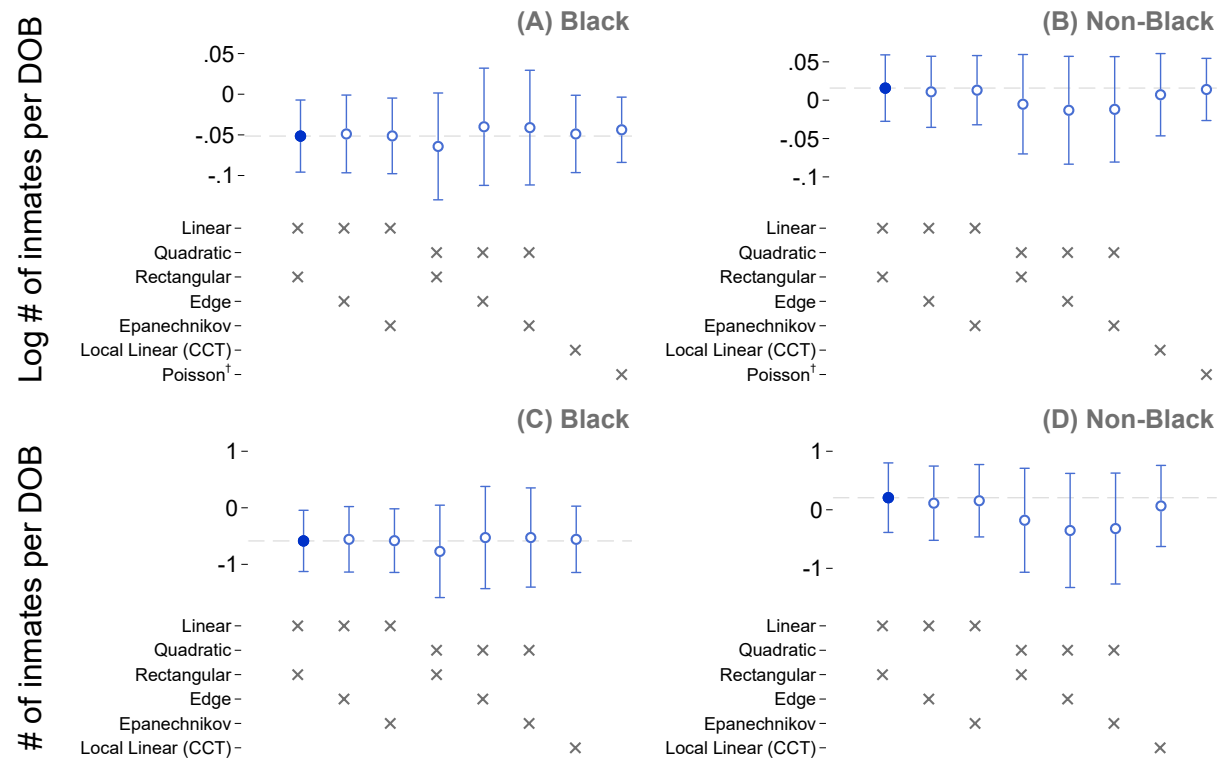 Log # of inmates per DOB
(A) Black
.05
0
-.05
-.1
Linear
Quadratic
Rectangular
Edge
Epanechnikov
Local Linear (CCT)
Poisson†
(B) Non-Black
.05
0
-.05
-.1
Linear
Quadratic
Rectangular
Edge
Epanechnikov
Local Linear (CCT)
Poisson†
# of inmates per DOB
(C) Black
1
0
-1
Linear
Quadratic
Rectangular
Edge
Epanechnikov
Local Linear (CCT)
(D) Non-Black
1
0
-1
Linear
Quadratic
Rectangular
Edge
Epanechnikov
Local Linear (CCT)